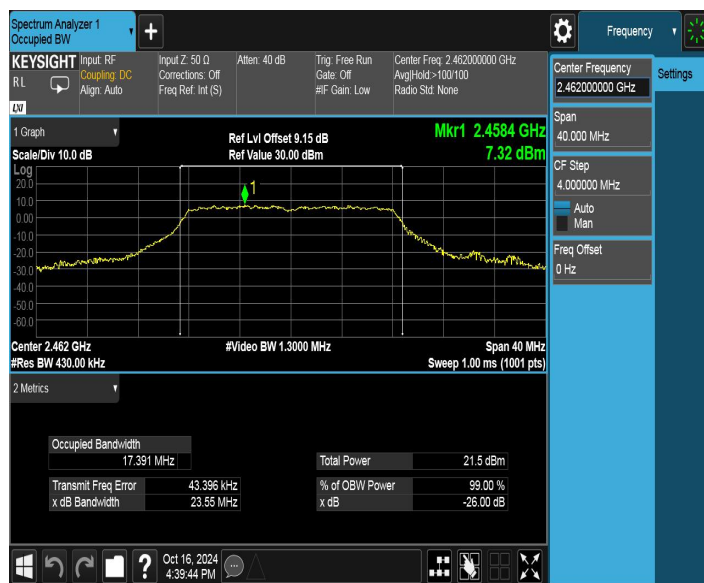 Spectrum Analyzer 1
Occupied BW
+
Frequency
KEYSIGHT
RL
LXI
Input: RF
Coupling: DC
Align: Auto
Input Z: 50 Ω
Corrections: Off
Freq Ref: Int (S)
Atten: 40 dB
Trig: Free Run
Gate: Off
#IF Gain: Low
Center Freq: 2.462000000 GHz
Avg|Hold:>100/100
Radio Std: None
Center Frequency
2.462000000 GHz
Settings
Span
40.000 MHz
CF Step
4.000000 MHz
Auto
Man
Freq Offset
0 Hz
1 Graph
Scale/Div 10.0 dB
Ref Lvl Offset 9.15 dB
Ref Value 30.00 dBm
Mkr1 2.4584 GHz
7.32 dBm
Log
20.0
10.0
0.00
-10.0
-20.0
-30.0
-40.0
-50.0
-60.0
1
Center 2.462 GHz
#Res BW 430.00 kHz
#Video BW 1.3000 MHz
Span 40 MHz
Sweep 1.00 ms (1001 pts)
2 Metrics
Occupied Bandwidth
17.391 MHz
Total Power 21.5 dBm
Transmit Freq Error 43.396 kHz
% of OBW Power 99.00 %
x dB Bandwidth 23.55 MHz
x dB -26.00 dB
?
Oct 16, 2024
4:39:44 PM